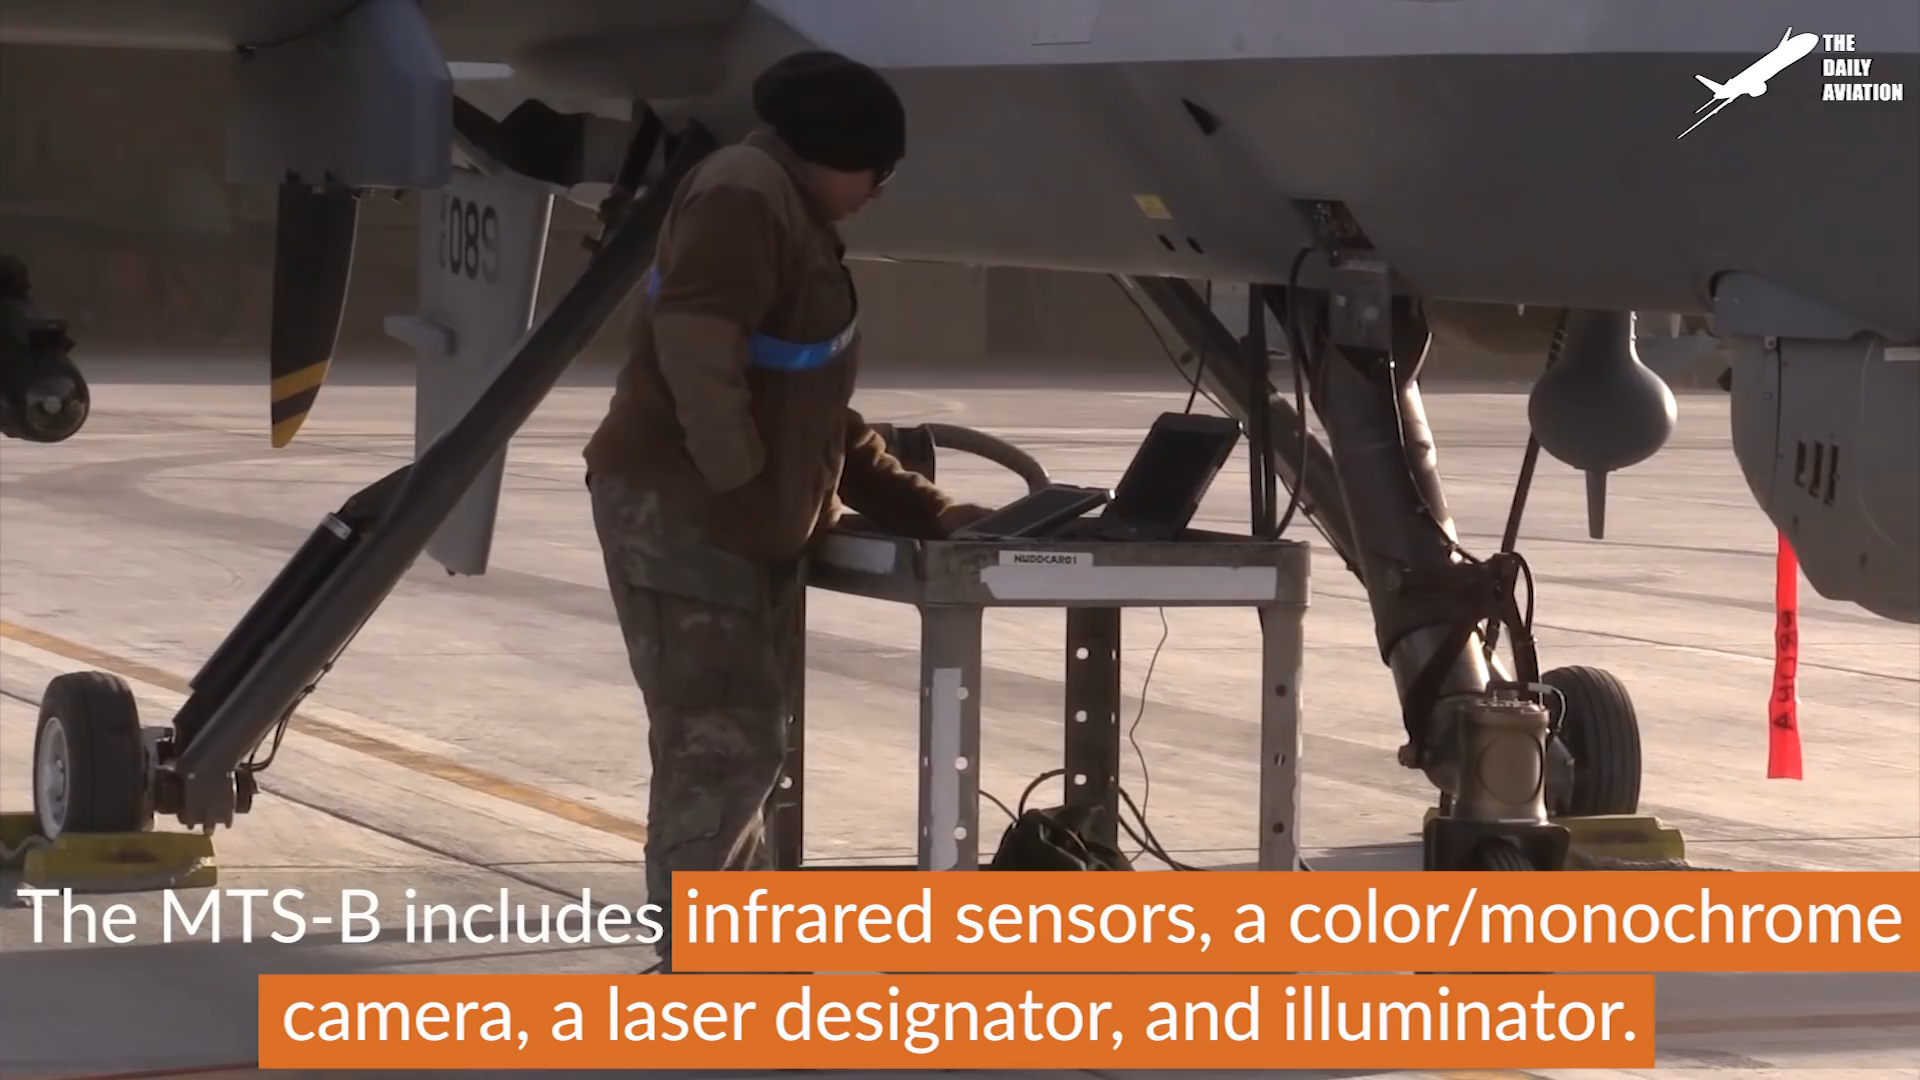 THE
DAILY
AVIATION
089
NUDDCAR01
The MTS-B includes infrared sensors, a color/monochrome
camera, a laser designator, and illuminator.